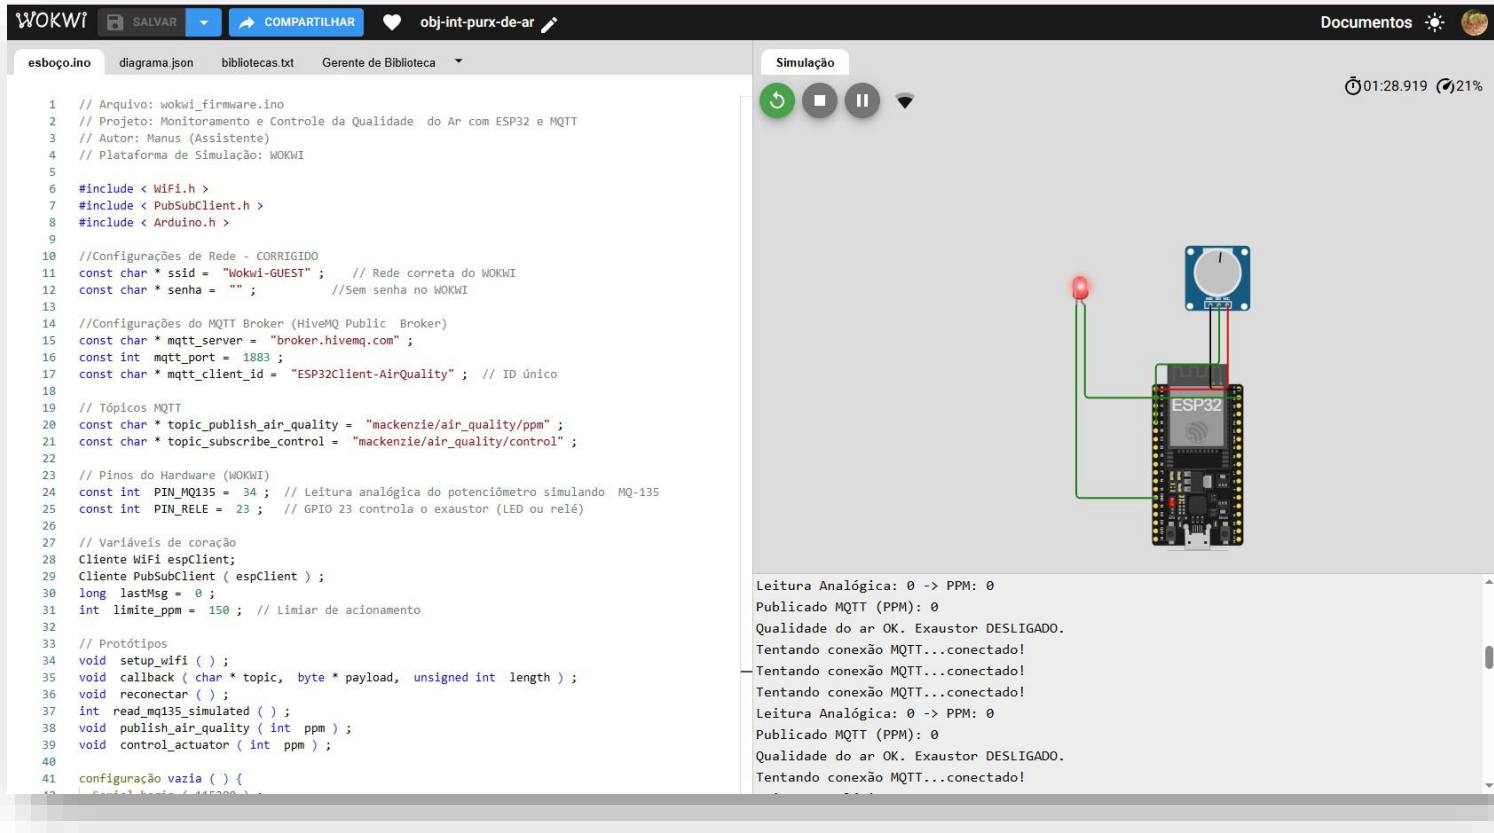 WOKWI SALVAR COMPARTILHAR obj-int-purx-de-ar Documentos
esboço.ino diagrama.json bibliotecas.txt Gerente de Biblioteca
1 // Arquivo: wokwi_firmware.ino
2 // Projeto: Monitoramento e Controle da Qualidade do Ar com ESP32 e MQTT
3 // Autor: Manus (Assistente)
4 // Plataforma de Simulação: WOKWI
5
6 #include < WiFi.h >
7 #include < PubSubClient.h >
8 #include < Arduino.h >
9
10 //Configurações de Rede - CORRIGIDO
11 const char * ssid = "Wokwi-GUEST" ; // Rede correta do WOKWI
12 const char * senha = "" ; //Sem senha no WOKWI
13
14 //Configurações do MQTT Broker (HiveMQ Public Broker)
15 const char * mqtt_server = "broker.hivemq.com" ;
16 const int mqtt_port = 1883 ;
17 const char * mqtt_client_id = "ESP32Client-AirQuality" ; // ID único
18
19 // Tópicos MQTT
20 const char * topic_publish_air_quality = "mackenzie/air_quality/ppm" ;
21 const char * topic_subscribe_control = "mackenzie/air_quality/control" ;
22
23 // Pinos do Hardware (WOKWI)
24 const int PIN_MQ135 = 34 ; // Leitura analógica do potenciômetro simulando MQ-135
25 const int PIN_RELE = 23 ; // GPIO 23 controla o exaustor (LED ou relé)
26
27 // Variáveis de coração
28 Cliente WiFi espClient;
29 Cliente PubSubClient ( espClient ) ;
30 long lastMsg = 0 ;
31 int limite_ppm = 150 ; // Limiar de acionamento
32
33 // Protótipos
34 void setup_wifi ( ) ;
35 void callback ( char * topic, byte * payload, unsigned int length ) ;
36 void reconectar ( ) ;
37 int read_mq135_simulated ( ) ;
38 void publish_air_quality ( int ppm ) ;
39 void control_actuator ( int ppm ) ;
40
41 configuração vazia ( ) {
Simulação
01:28.919 21%
ESP32
Leitura Analógica: 0 -> PPM: 0
Publicado MQTT (PPM): 0
Qualidade do ar OK. Exaustor DESLIGADO.
Tentando conexão MQTT...conectado!
Tentando conexão MQTT...conectado!
Tentando conexão MQTT...conectado!
Leitura Analógica: 0 -> PPM: 0
Publicado MQTT (PPM): 0
Qualidade do ar OK. Exaustor DESLIGADO.
Tentando conexão MQTT...conectado!